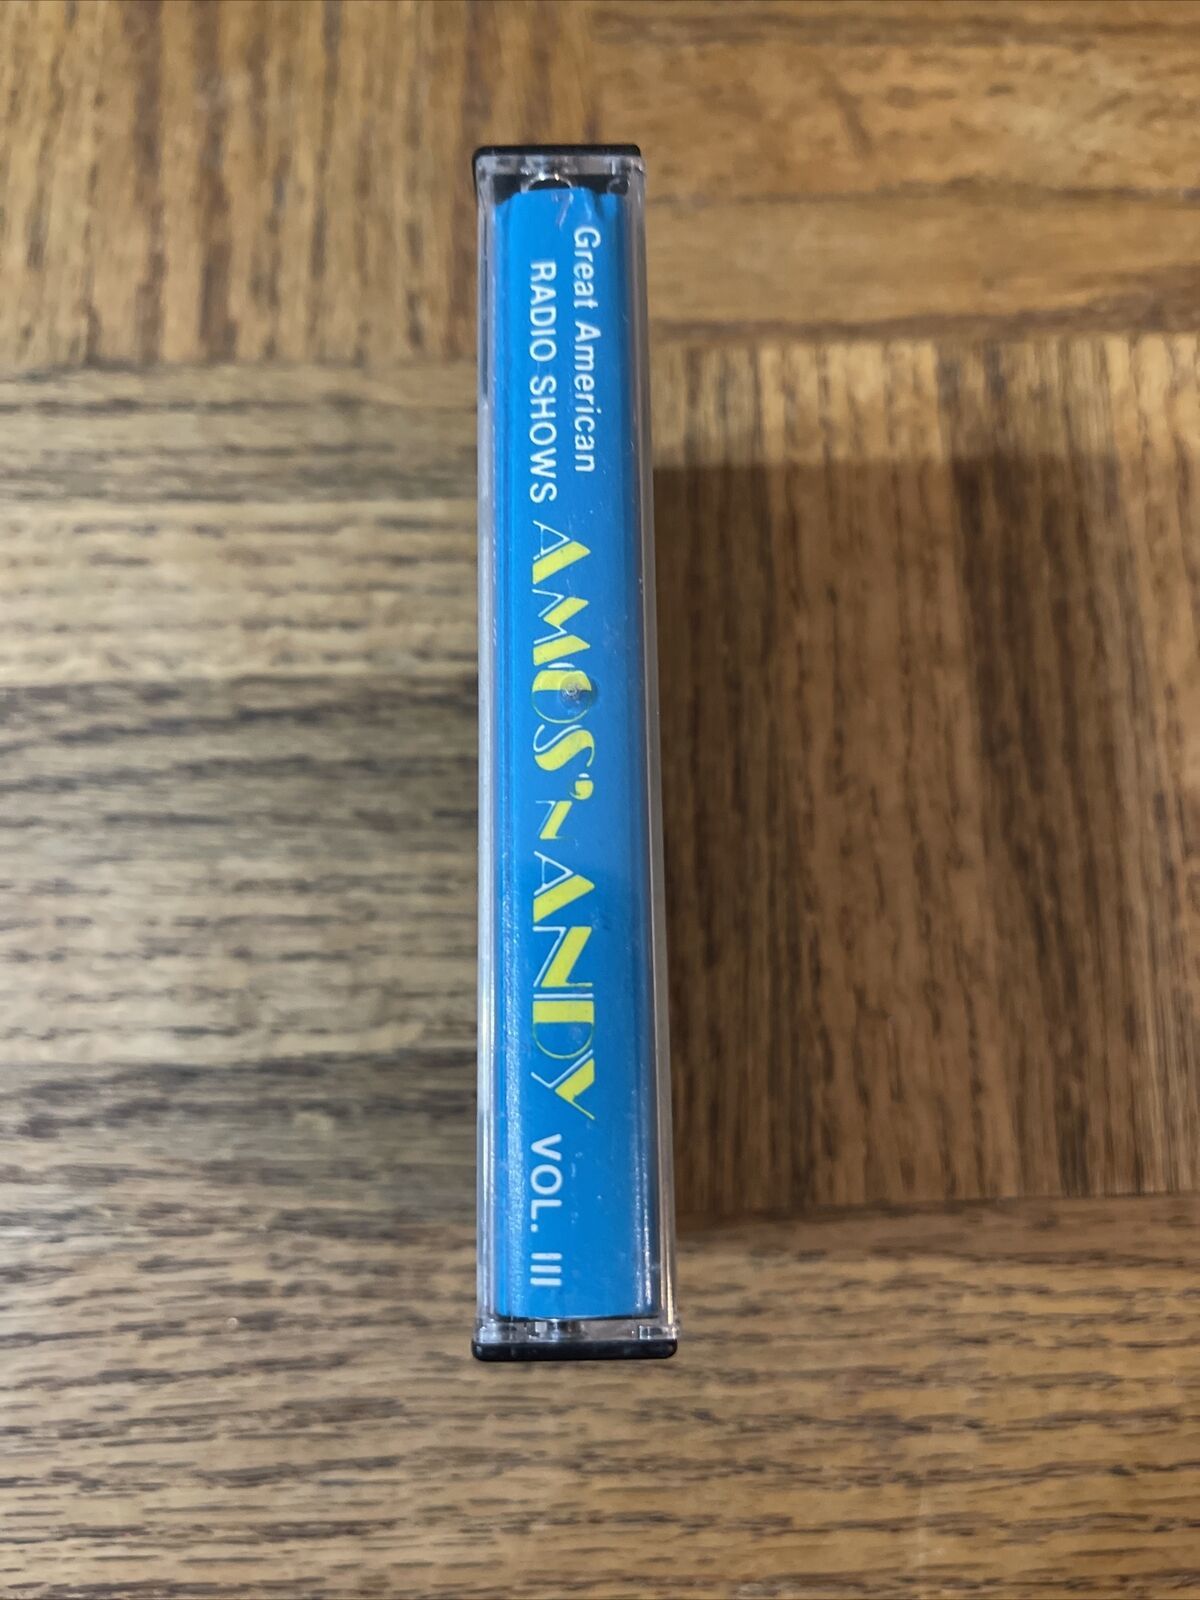 Great American
RADIO SHOWS
AMOS'N ANDY
VOL. III